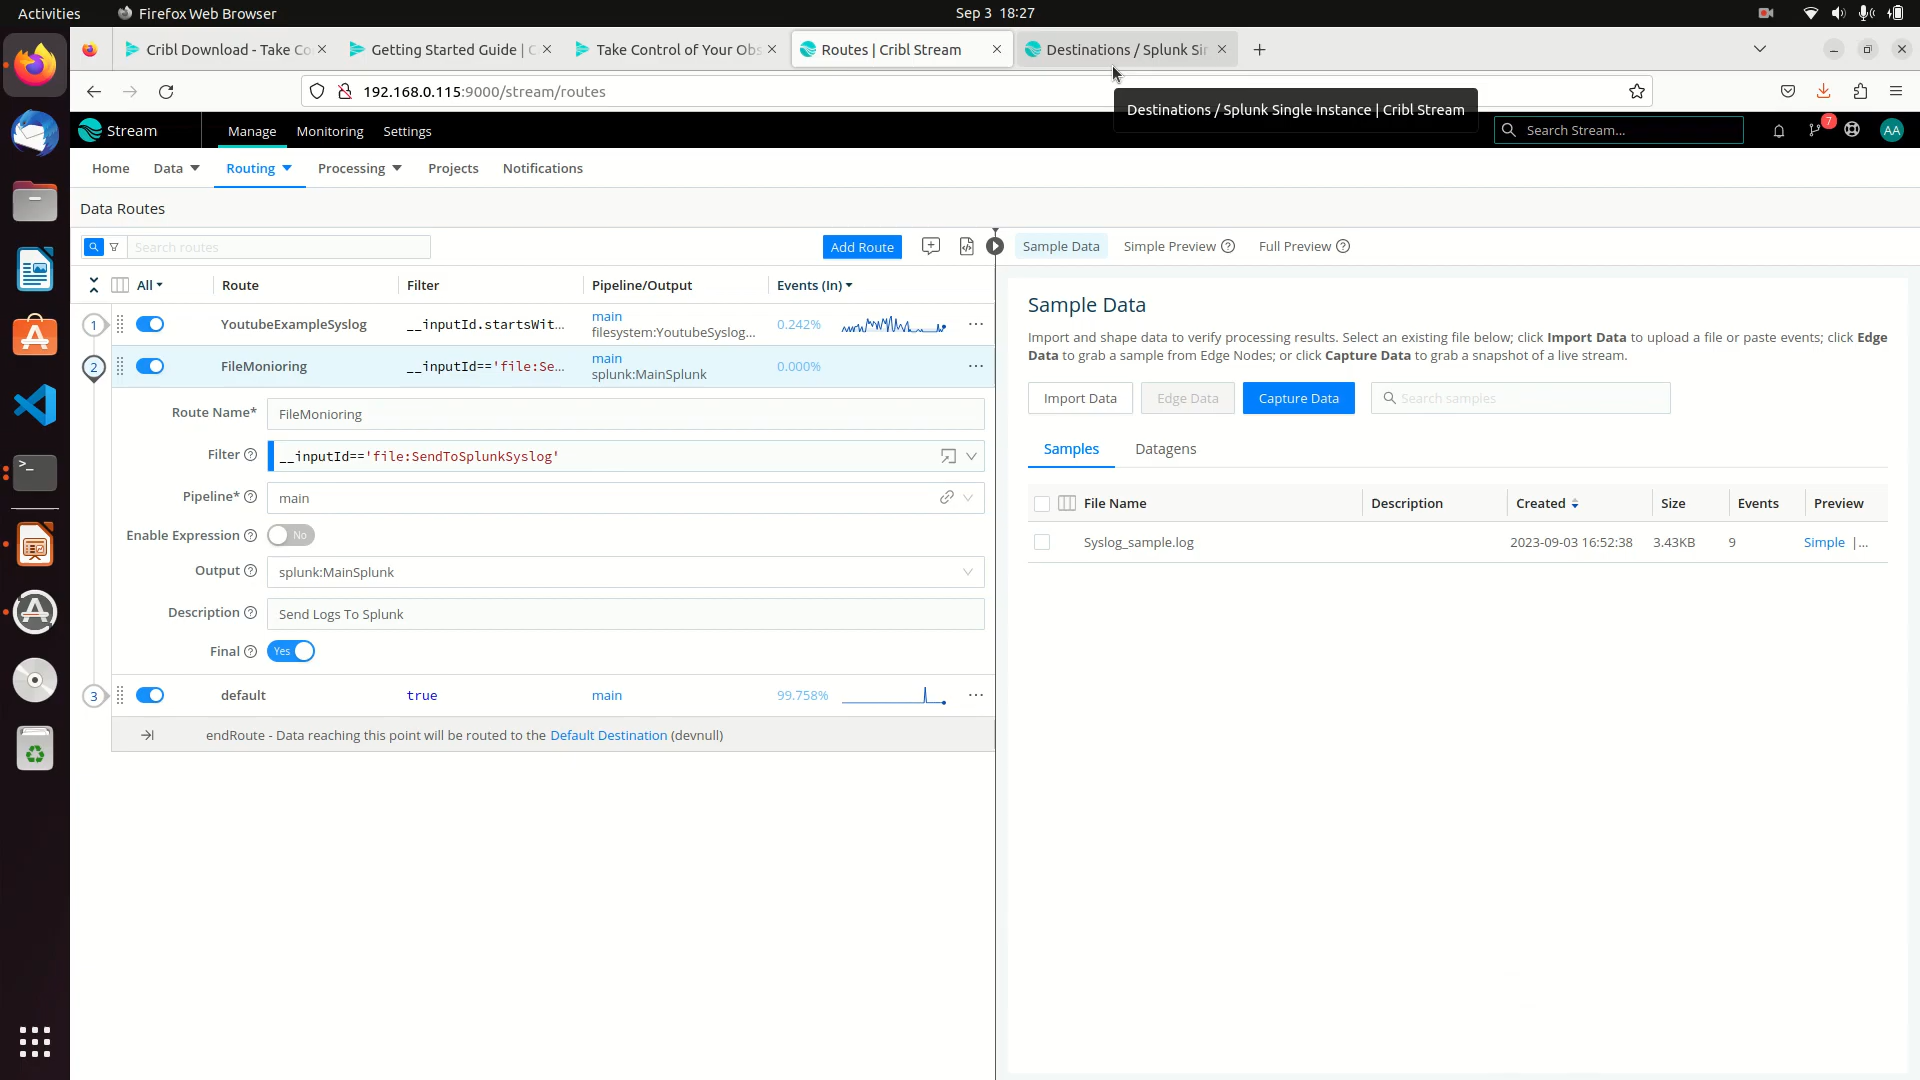 Activities
Firefox Web Browser
Sep 3 18:27
Cribl Download - Take Co
Getting Started Guide | C
Take Control of Your Obs
Routes | Cribl Stream
Destinations / Splunk Sin
192.168.0.115:9000/stream/routes
Destinations / Splunk Single Instance | Cribl Stream
Stream
Manage
Monitoring
Settings
Search Stream...
7
AA
Home
Data
Routing
Processing
Projects
Notifications
Data Routes
Search routes
Add Route
Sample Data
Simple Preview
Full Preview
All
Route
Filter
Pipeline/Output
Events (In)
1
YoutubeExampleSyslog
__inputId.startsWit...
main
filesystem:YoutubeSyslog...
0.242%
2
FileMonioring
__inputId=='file:Se...
main
splunk:MainSplunk
0.000%
Route Name*
FileMonioring
Filter
__inputId=='file:SendToSplunkSyslog'
Pipeline*
main
Enable Expression
No
Output
splunk:MainSplunk
Description
Send Logs To Splunk
Final
Yes
3
default
true
main
99.758%
endRoute - Data reaching this point will be routed to the Default Destination (devnull)
Sample Data
Import and shape data to verify processing results. Select an existing file below; click Import Data to upload a file or paste events; click Edge
Data to grab a sample from Edge Nodes; or click Capture Data to grab a snapshot of a live stream.
Import Data
Edge Data
Capture Data
Search samples
Samples
Datagens
File Name
Description
Created
Size
Events
Preview
Syslog_sample.log
2023-09-03 16:52:38
3.43KB
9
Simple |...